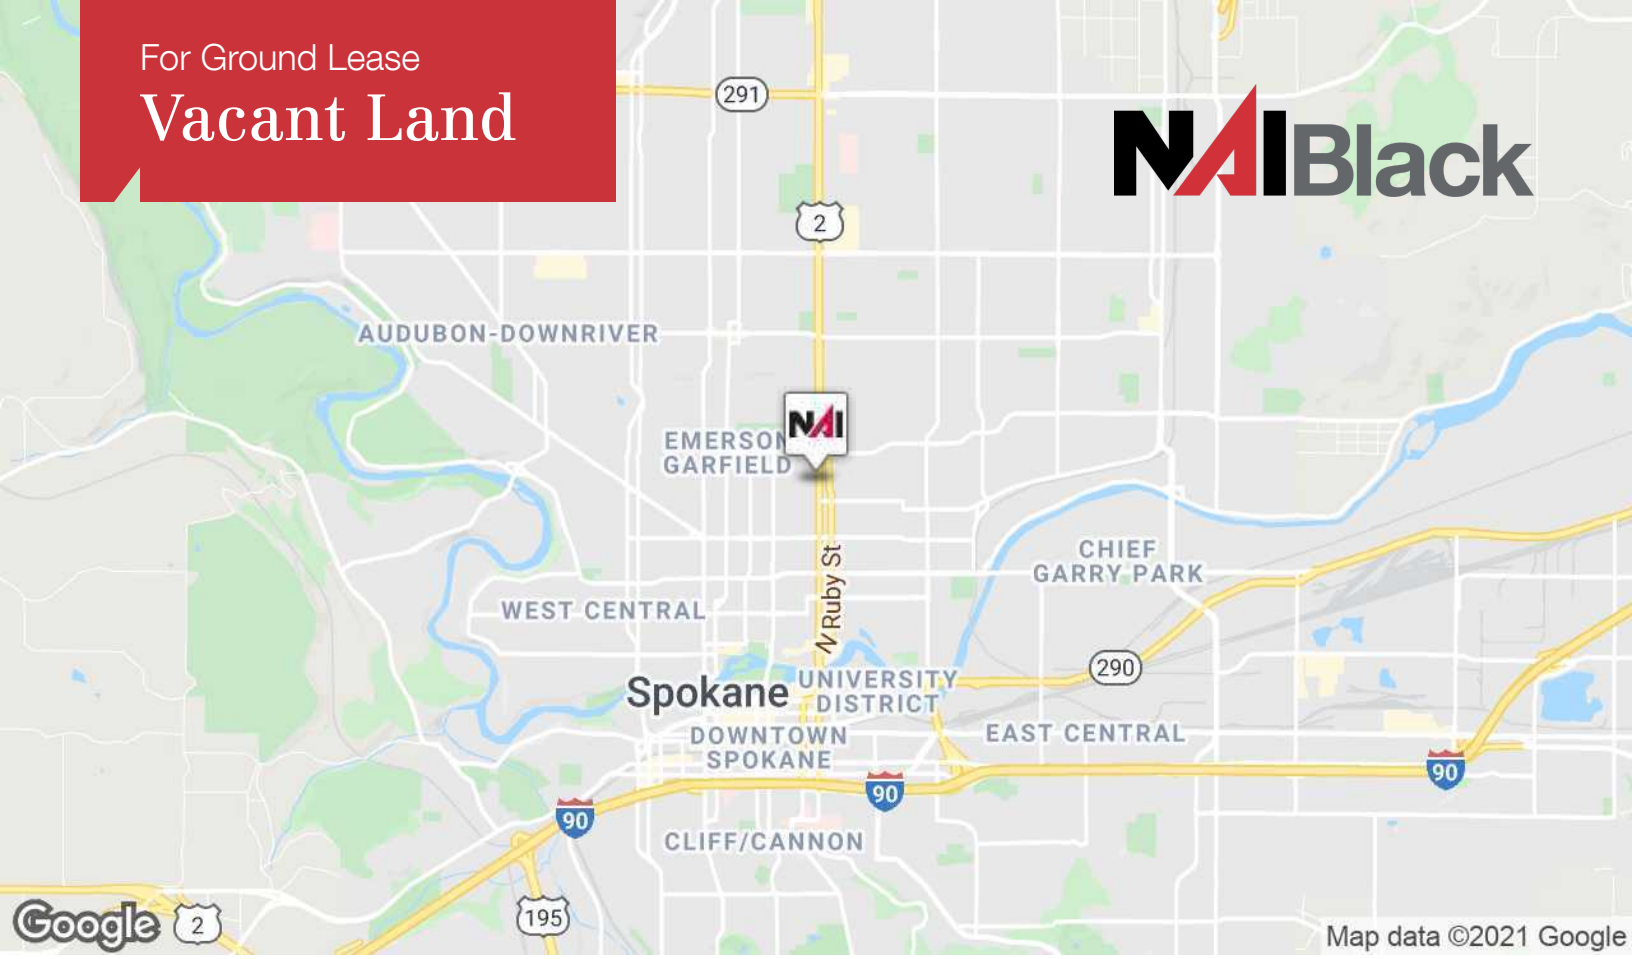 For Ground Lease
Vacant Land
NAIBlack
291
2
AUDUBON-DOWNRIVER
NAI
EMERSON
GARFIELD
N Ruby St
CHIEF
GARRY PARK
WEST CENTRAL
290
Spokane
UNIVERSITY
DISTRICT
DOWNTOWN
SPOKANE
EAST CENTRAL
90
90
90
CLIFF/CANNON
195
2
Google
Map data ©2021 Google